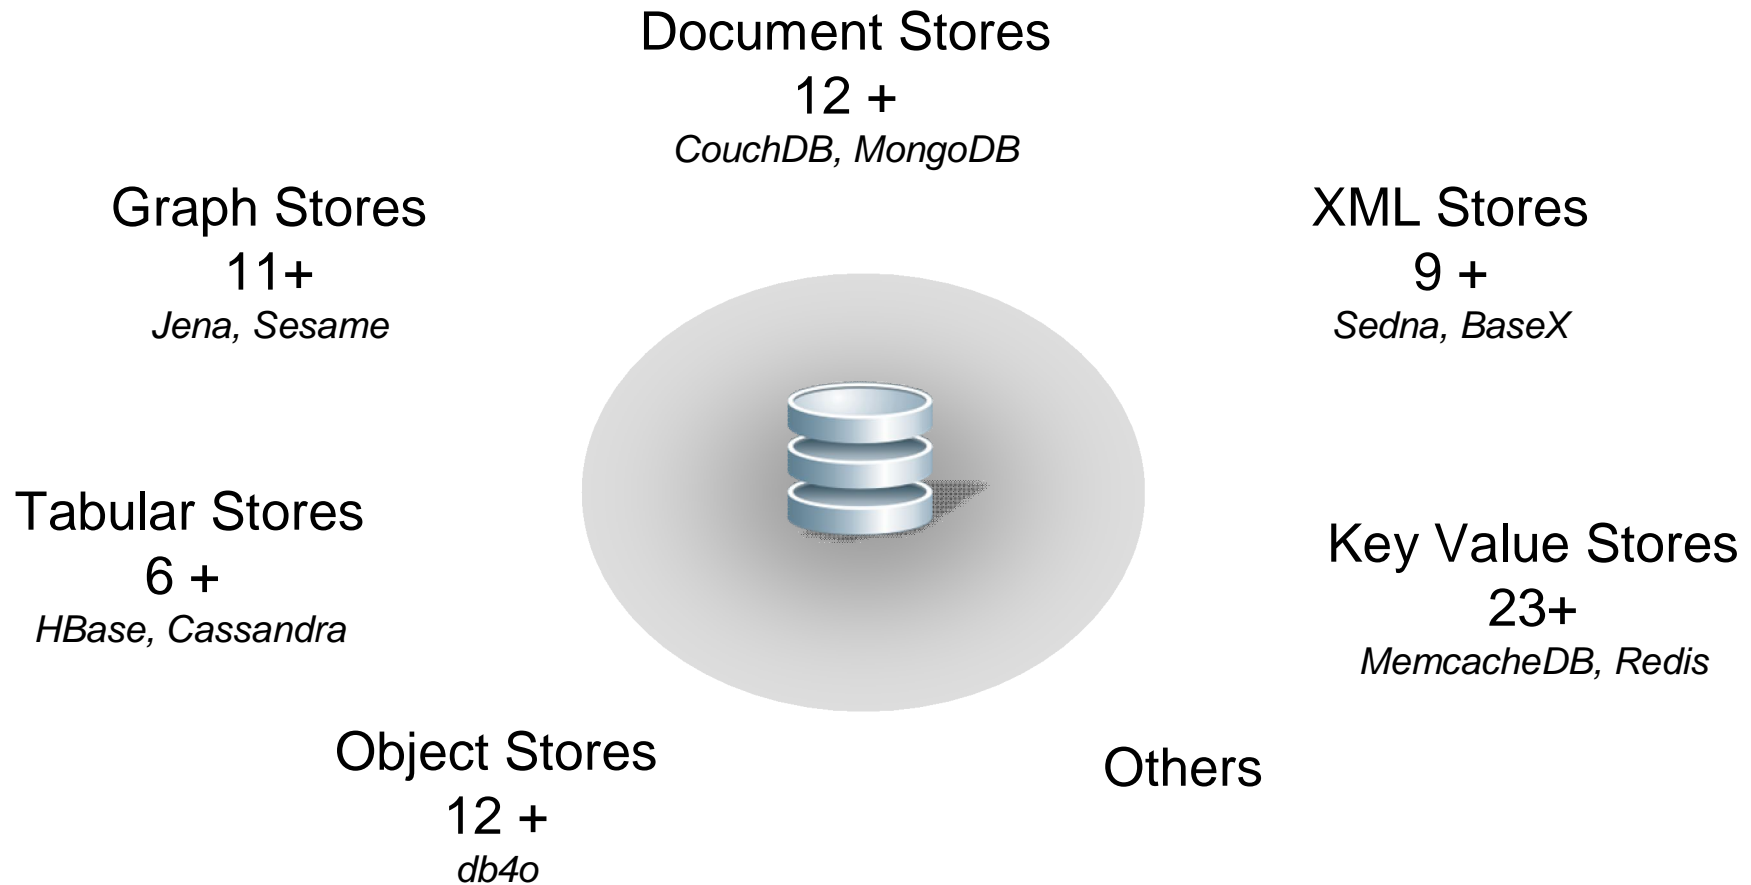 Document Stores
12 +
CouchDB, MongoDB
Graph Stores
11+
Jena, Sesame
XML Stores
9 +
Sedna, BaseX
Tabular Stores
6 +
HBase, Cassandra
Key Value Stores
23+
MemcacheDB, Redis
Object Stores
12 +
db4o
Others